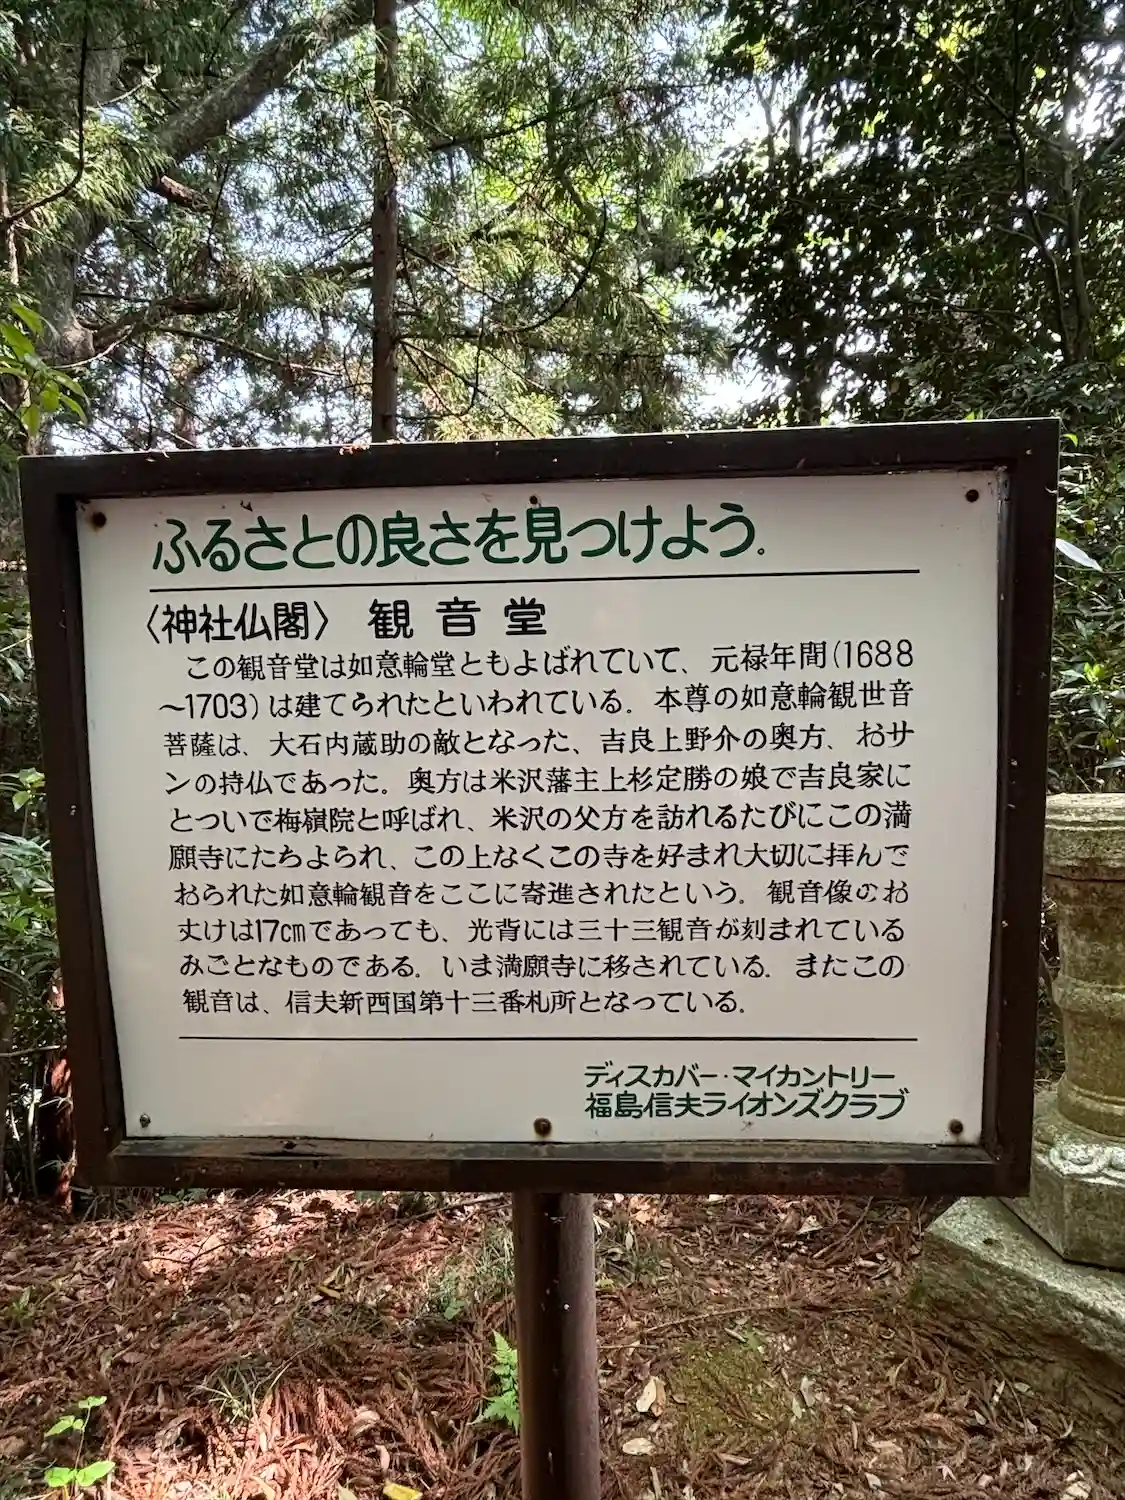 ふるさとの良さを見つけよう.
〈神社仏閣〉 観音堂
この観音堂は如意輪堂ともよばれていて、元禄年間(1688
～1703)は建てられたといわれている. 本尊の如意輪観世音
菩薩は、大石内蔵助の敵となった、吉良上野介の奥方、おサ
ンの持仏であった. 奥方は米沢藩主上杉定勝の娘で吉良家に
とついで梅嶺院と呼ばれ、米沢の父方を訪れるたびにこの満
願寺にたちよられ、この上なくこの寺を好まれ大切に拝んで
おられた如意輪観音をここに寄進されたという. 観音像のお
丈けは17㎝であっても、光背には三十三観音が刻まれている
みごとなものである. いま満願寺に移されている. またこの
観音は、信夫新西国第十三番札所となっている.
ディスカバー・マイカントリー
福島信夫ライオンズクラブ